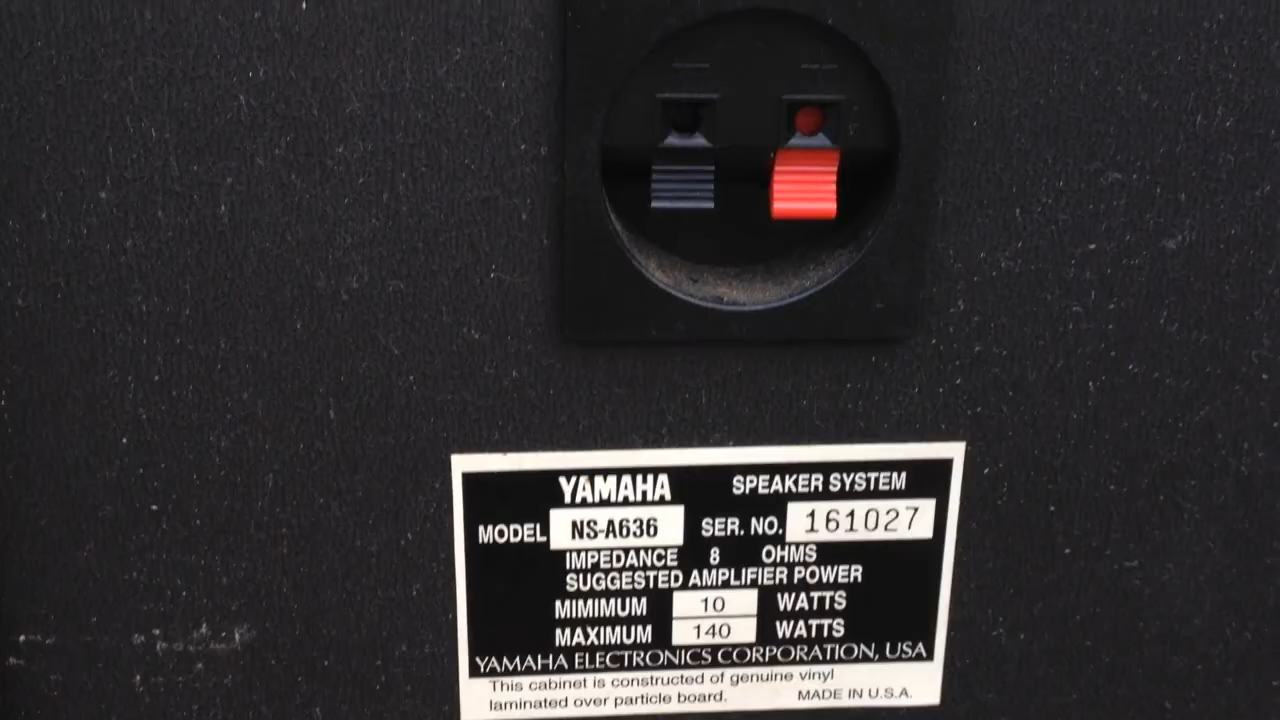 YAMAHA SPEAKER SYSTEM
MODEL NS-A636 SER. NO. 161027
IMPEDANCE 8 OHMS
SUGGESTED AMPLIFIER POWER
MIMIMUM 10 WATTS
MAXIMUM 140 WATTS
YAMAHA ELECTRONICS CORPORATION, USA
This cabinet is constructed of genuine vinyl
laminated over particle board. MADE IN U.S.A.